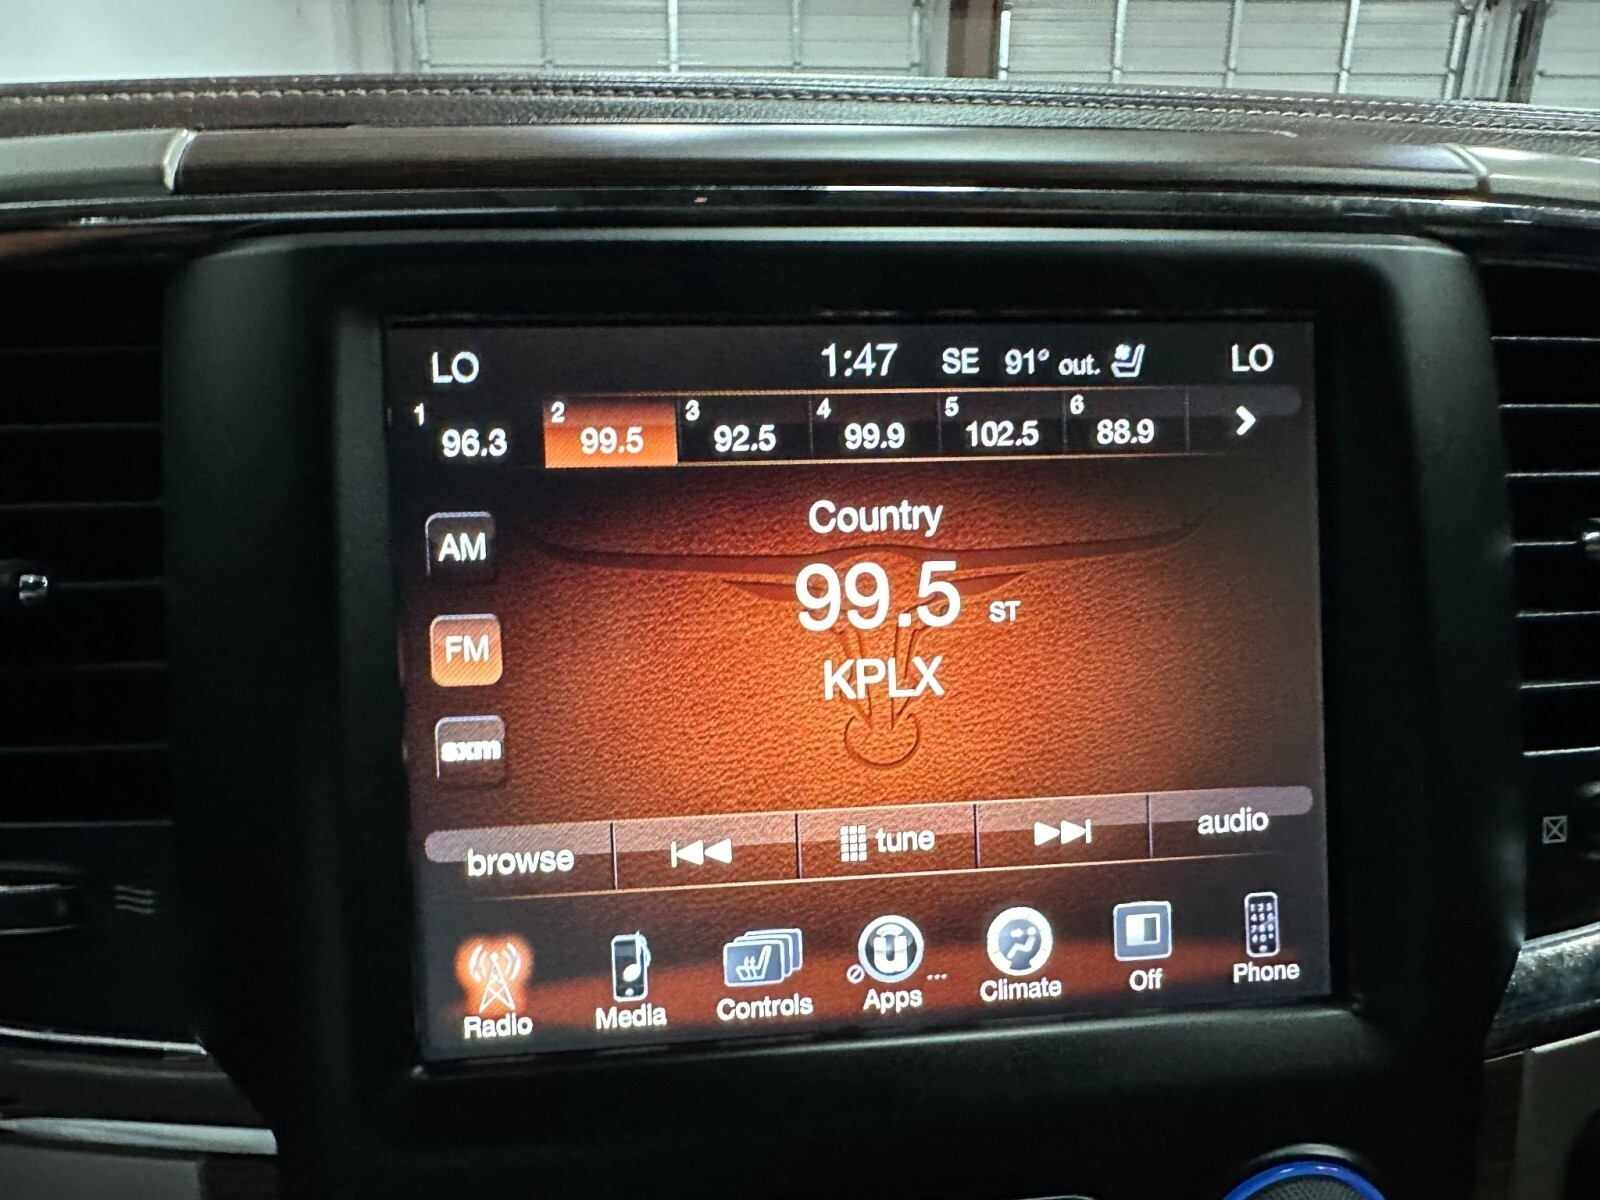 LO 1:47 SE 91° out. LO
1 96.3 2 99.5 3 92.5 4 99.9 5 102.5 6 88.9
AM
FM
sxm
Country
99.5 ST
KPLX
browse tune audio
Radio Media Controls Apps ... Climate Off Phone